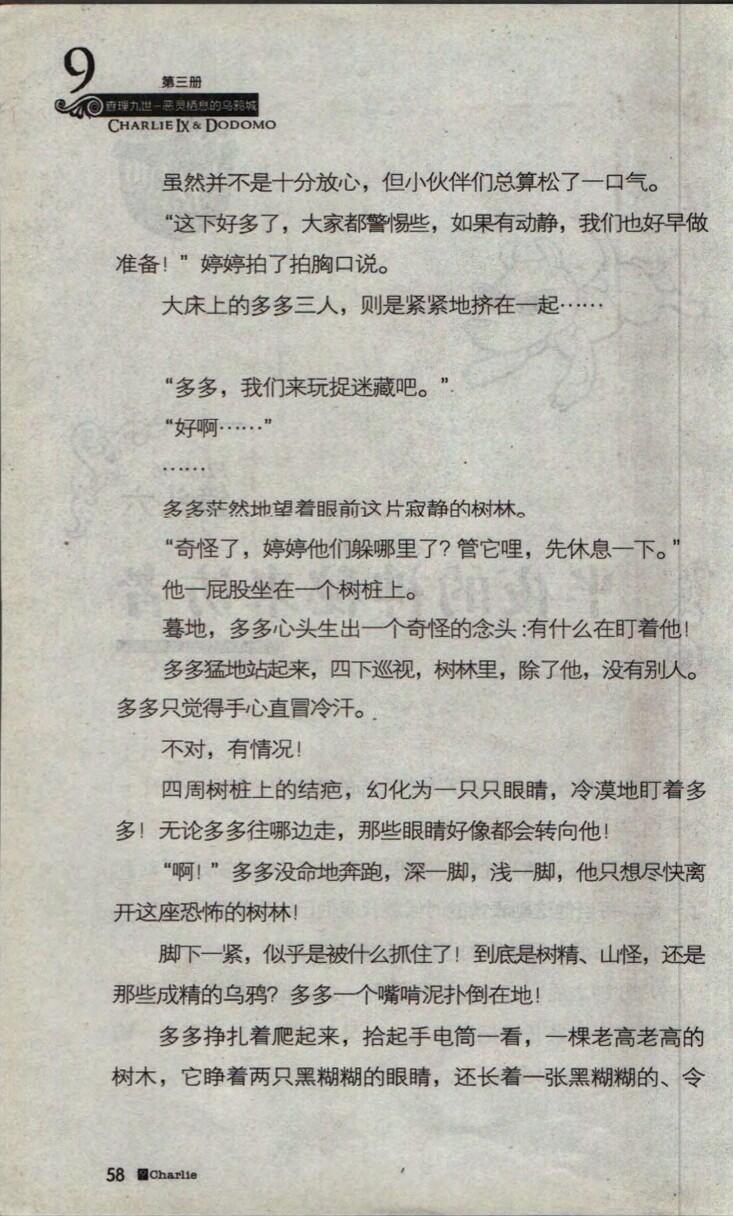 9
第三册
查理九世-恶灵栖息的乌鸦城
CHARLIE IX & DODOMO
虽然并不是十分放心，但小伙伴们总算松了一口气。
“这下好多了，大家都警惕些，如果有动静，我们也好早做
准备！”婷婷拍了拍胸口说。
大床上的多多三人，则是紧紧地挤在一起……
“多多，我们来玩捉迷藏吧。”
“好啊……”
……
多多茫然地望着眼前这片寂静的树林。
“奇怪了，婷婷他们躲哪里了？管它哩，先休息一下。”
他一屁股坐在一个树桩上。
蓦地，多多心头生出一个奇怪的念头:有什么在盯着他！
多多猛地站起来，四下巡视，树林里，除了他，没有别人。
多多只觉得手心直冒冷汗。
不对，有情况！
四周树桩上的结疤，幻化为一只只眼睛，冷漠地盯着多
多！无论多多往哪边走，那些眼睛好像都会转向他！
“啊！”多多没命地奔跑，深一脚，浅一脚，他只想尽快离
开这座恐怖的树林！
脚下一紧，似乎是被什么抓住了！到底是树精、山怪，还是
那些成精的乌鸦？多多一个嘴啃泥扑倒在地！
多多挣扎着爬起来，拾起手电筒一看，一棵老高老高的
树木，它睁着两只黑糊糊的眼睛，还长着一张黑糊糊的、令
58 Charlie